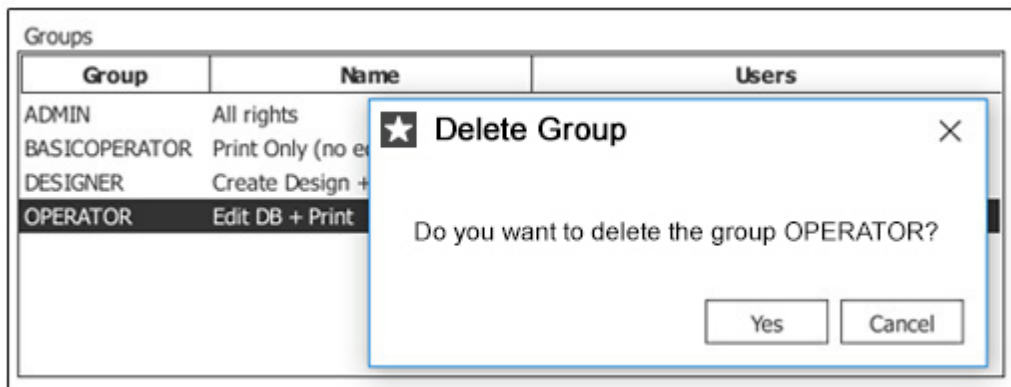 Groups
Group Name Users
ADMIN All rights
BASICOPERATOR Print Only (no
DESIGNER Create Design +
OPERATOR Edit DB + Print
Delete Group
Do you want to delete the group OPERATOR?
Yes Cancel